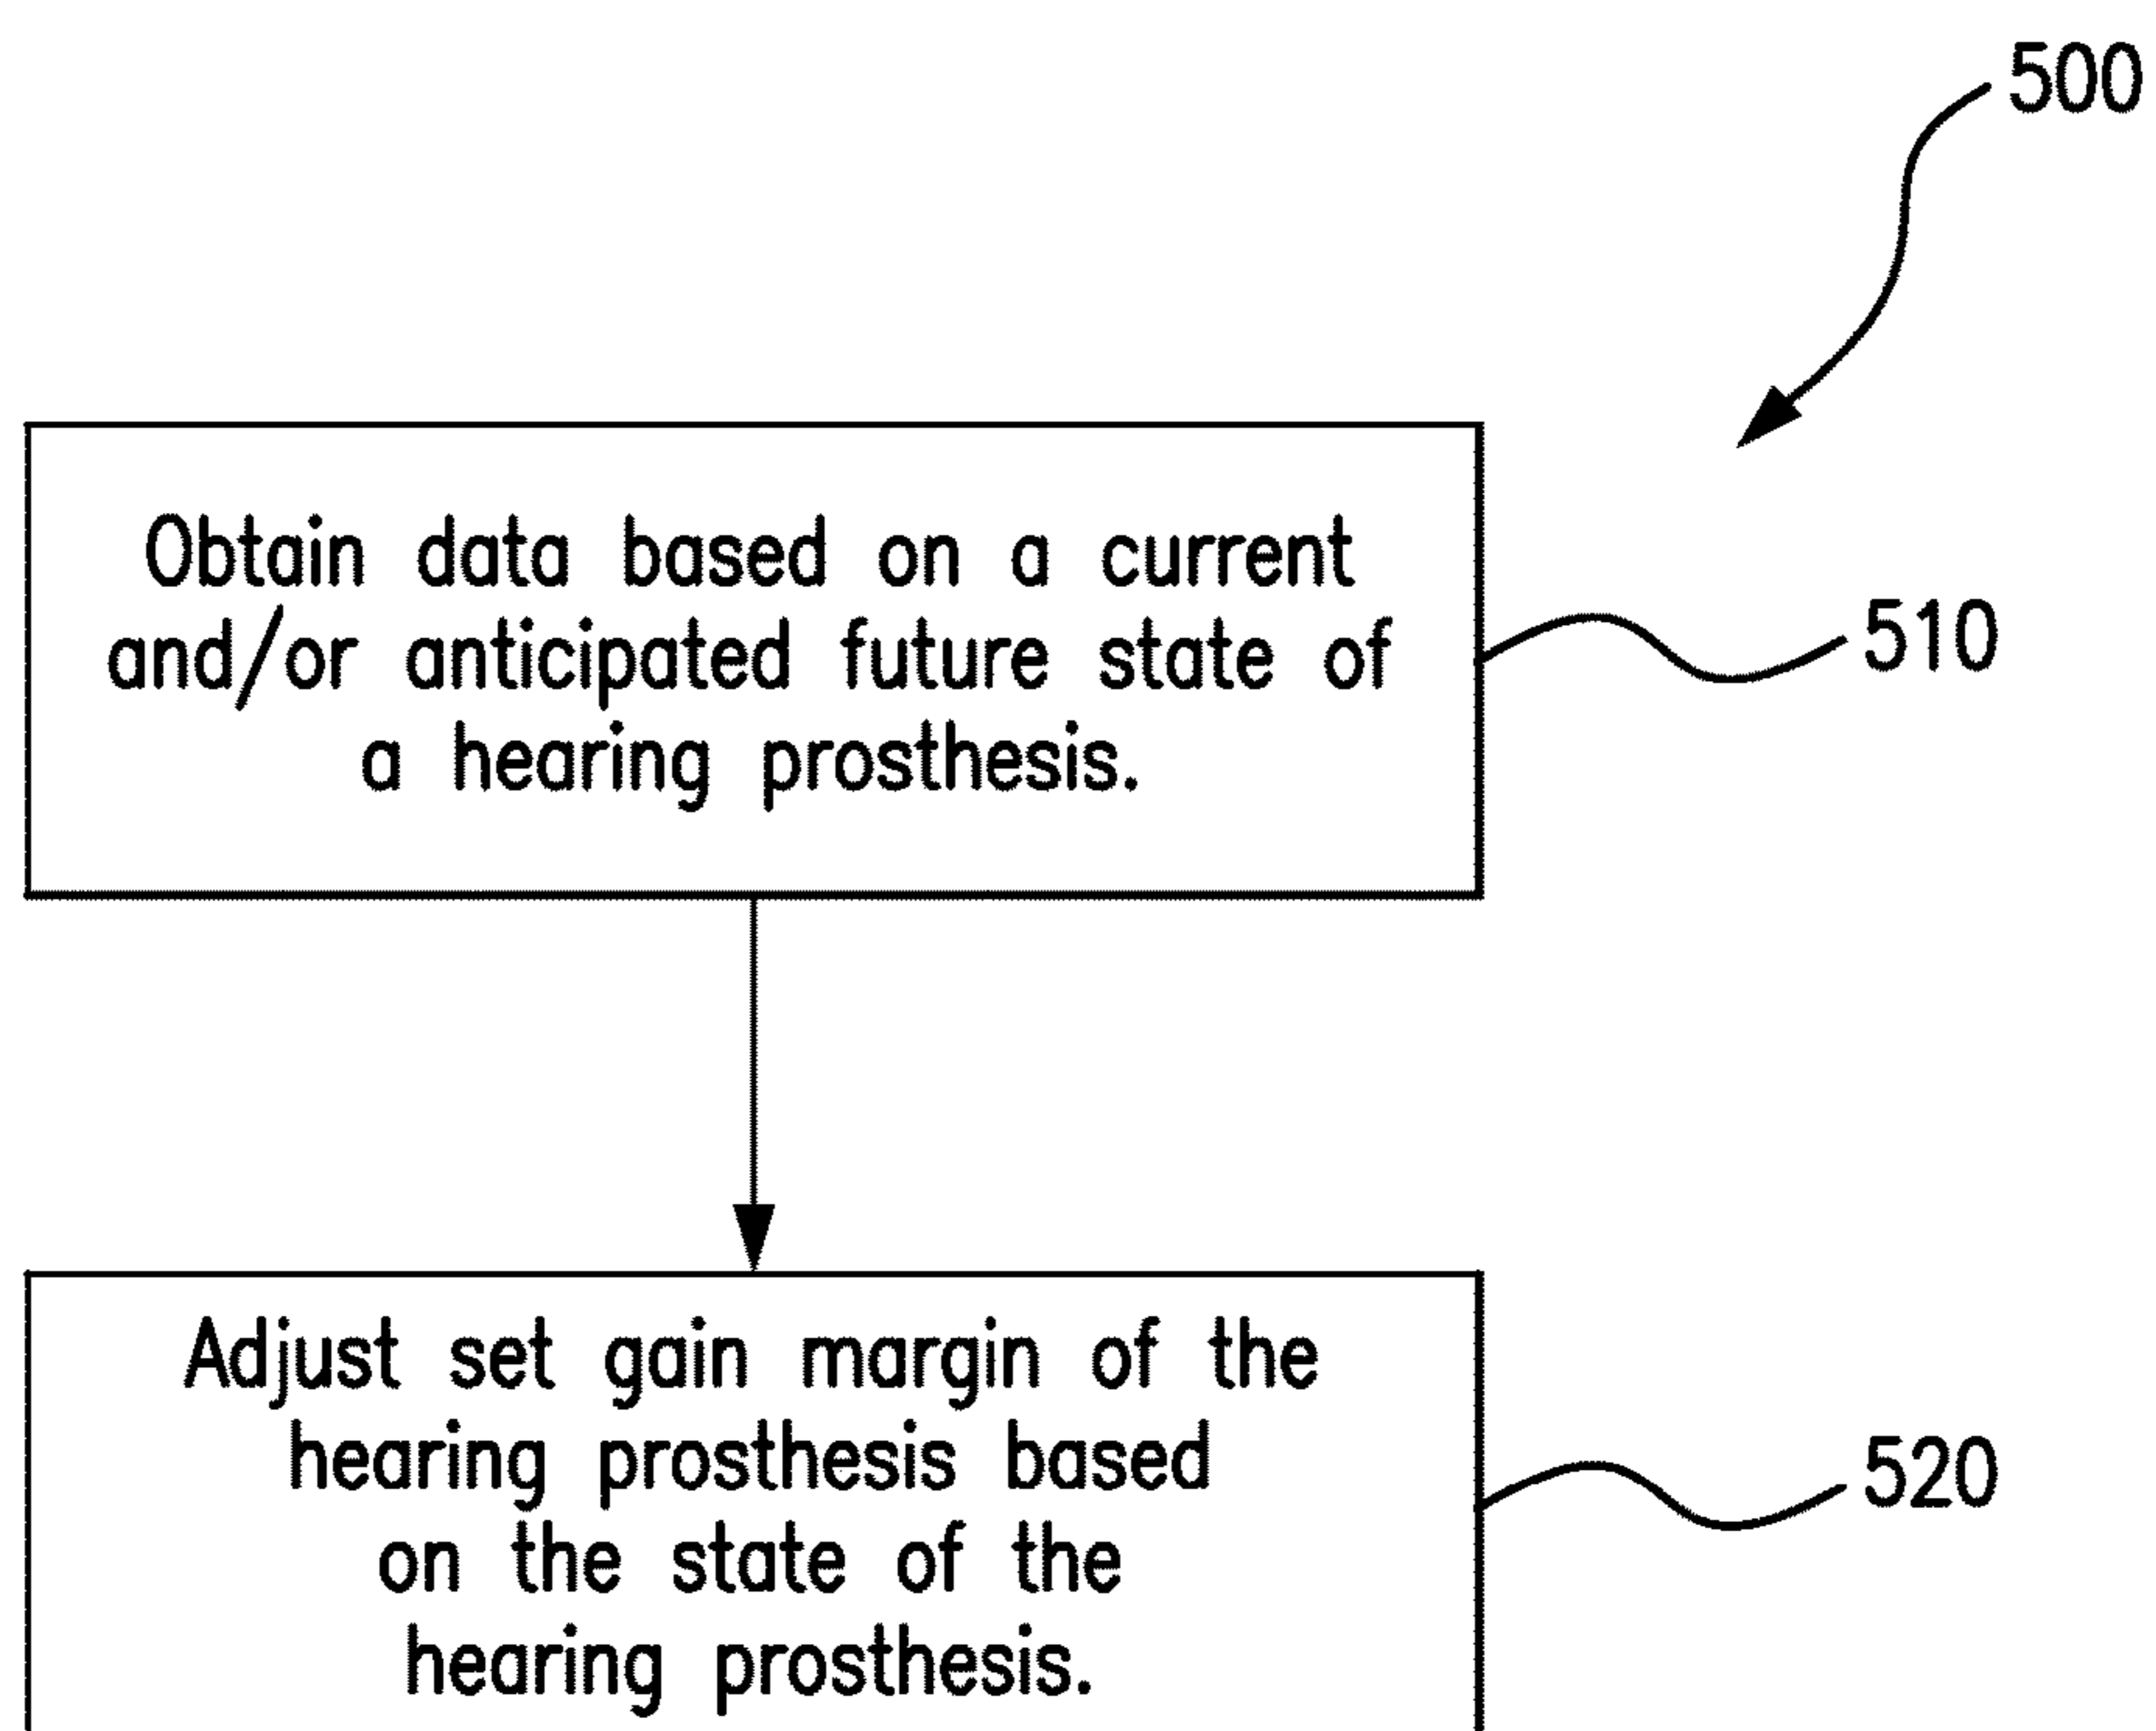 500
Obtain data based on a current
and/or anticipated future state of
a hearing prosthesis.
510
Adjust set gain margin of the
hearing prosthesis based
on the state of the
hearing prosthesis.
520